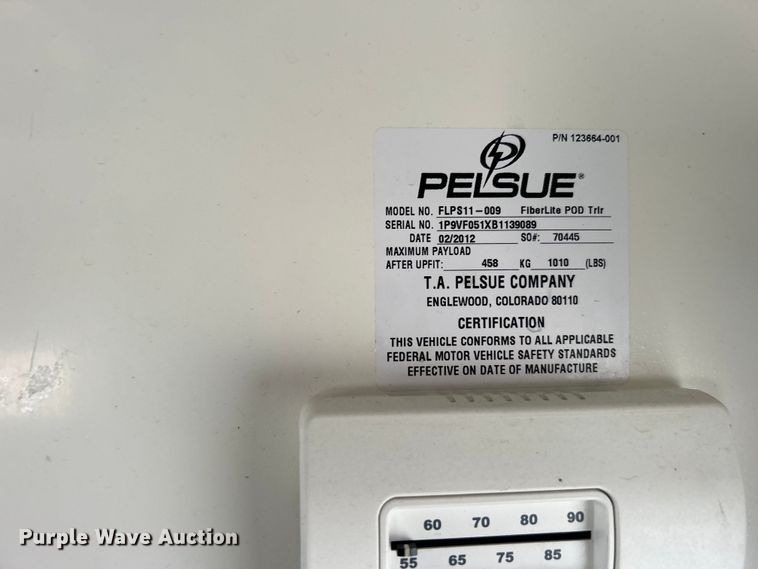 P/N 123664-001
PELSUE®
MODEL NO. FLPS11-009 FiberLite POD Trlr
SERIAL NO. 1P9VF051XB1139089
DATE 02/2012 SO#: 70445
MAXIMUM PAYLOAD
AFTER UPFIT: 458 KG 1010 (LBS)
T.A. PELSUE COMPANY
ENGLEWOOD, COLORADO 80110
CERTIFICATION
THIS VEHICLE CONFORMS TO ALL APPLICABLE
FEDERAL MOTOR VEHICLE SAFETY STANDARDS
EFFECTIVE ON DATE OF MANUFACTURE
60 70 80 90
55 65 75 85
Purple Wave Auction